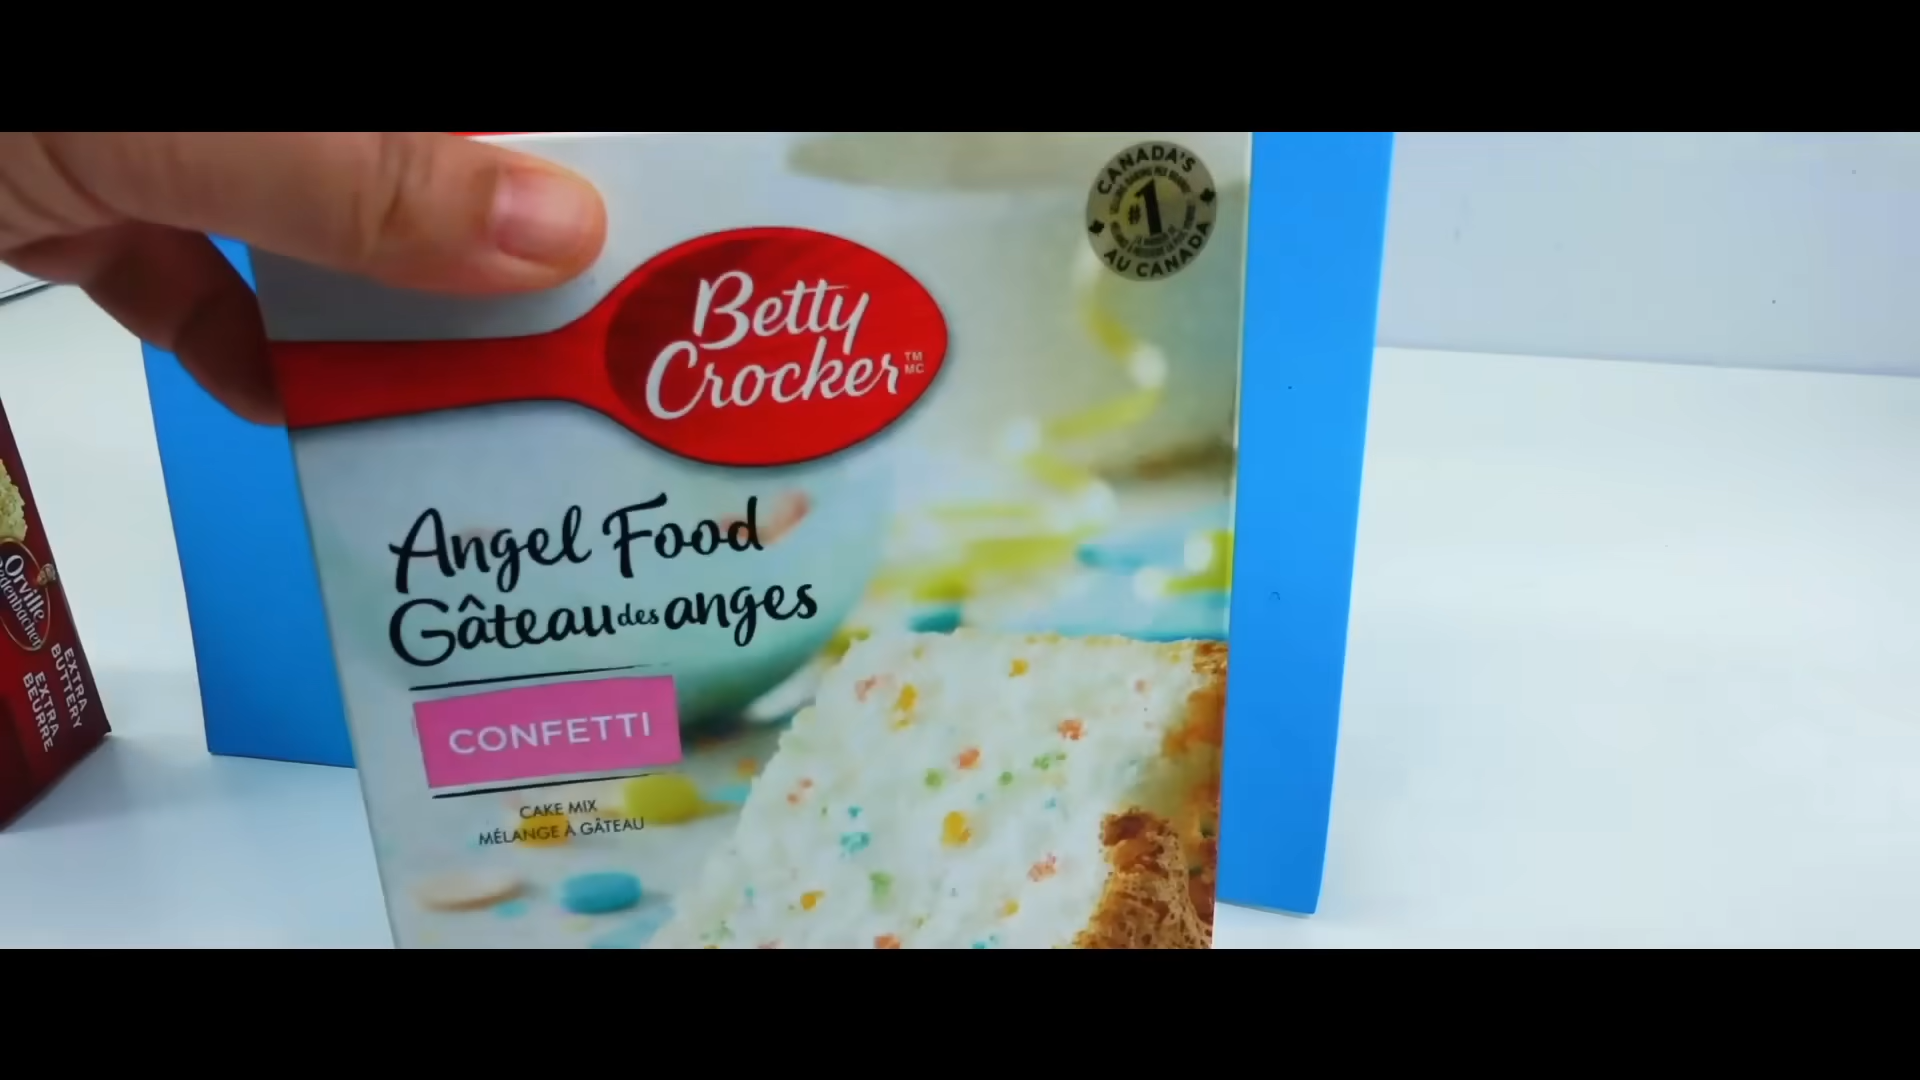 CANADA'S
#1
AU CANADA
Betty
Crocker
TM
MC
Angel Food
Gâteau des anges
CONFETTI
CAKE MIX
MÉLANGE À GÂTEAU
Orville
Redenbacher
EXTRA
BUTTERY
EXTRA
BEURRE